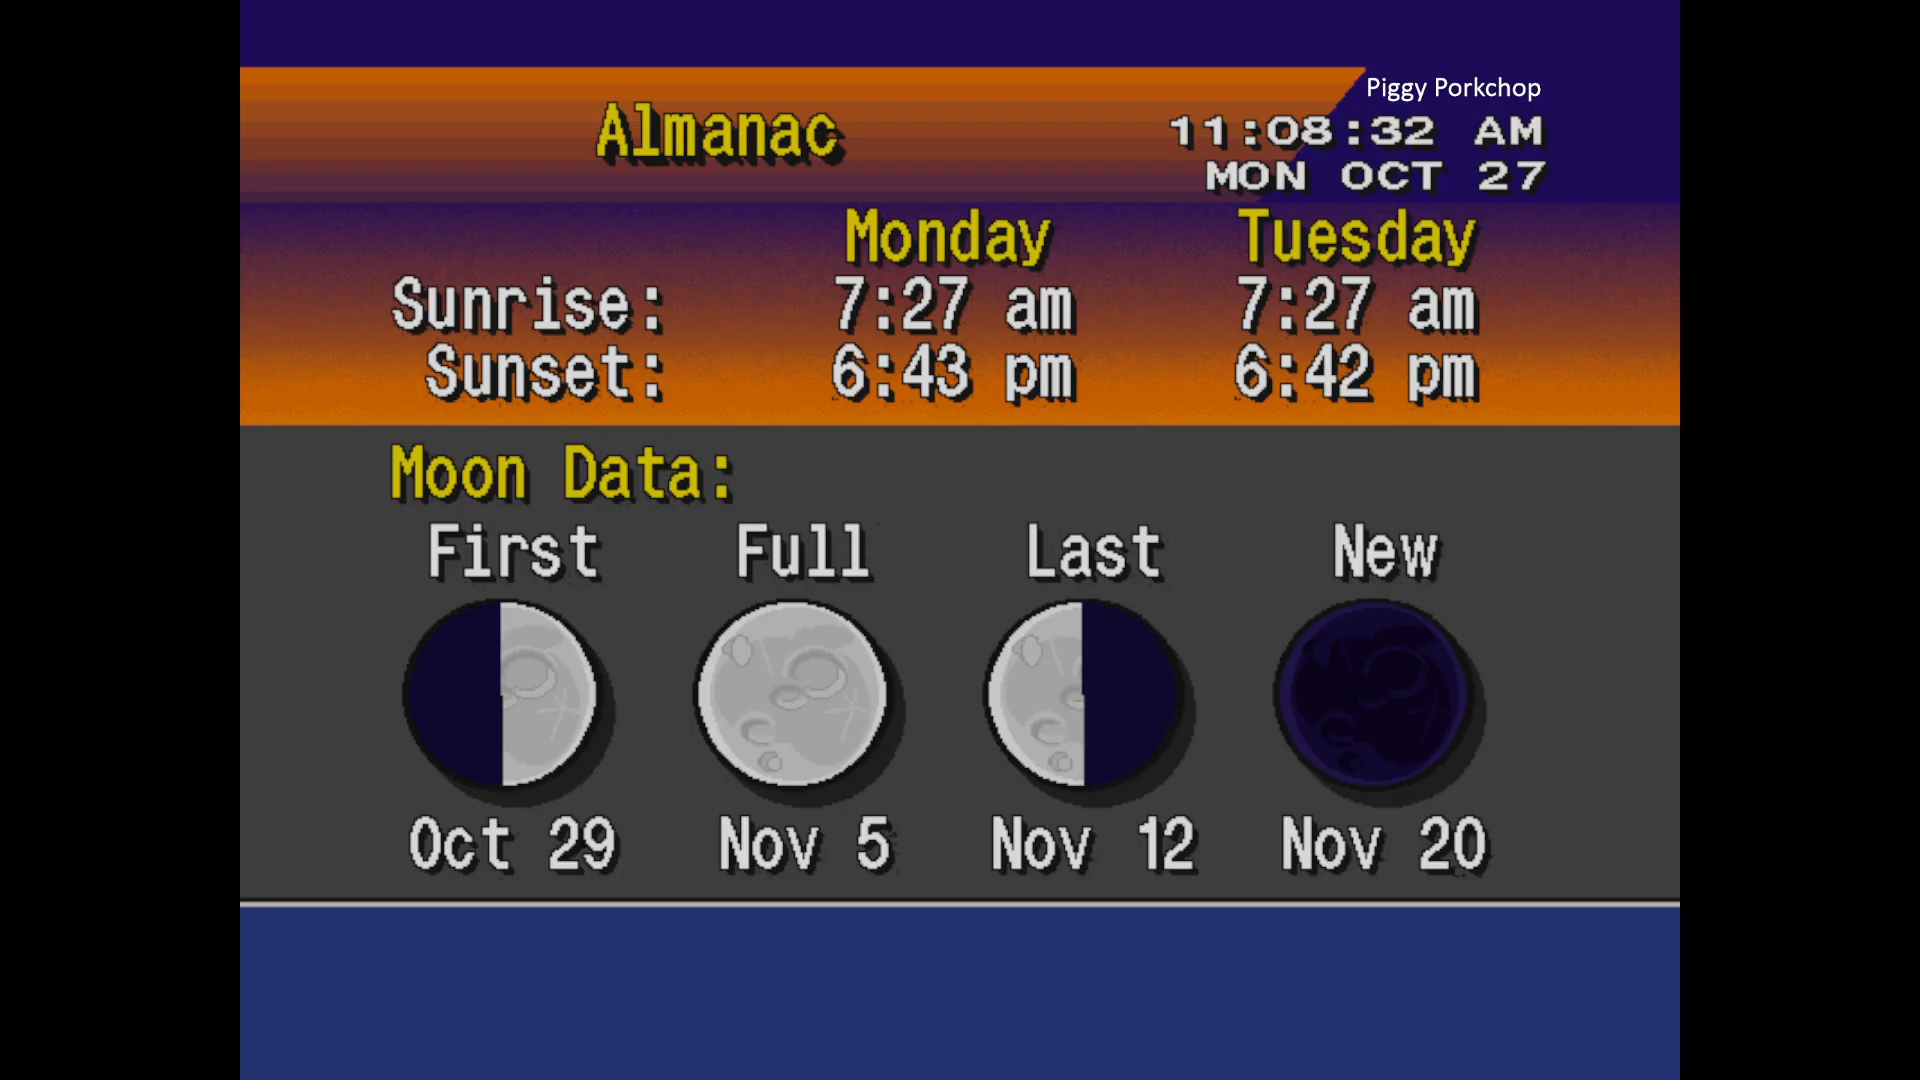 Piggy Porkchop
Almanac
11:08:32 AM
MON OCT 27
Monday Tuesday
Sunrise: 7:27 am 7:27 am
Sunset: 6:43 pm 6:42 pm
Moon Data:
First Full Last New
Oct 29 Nov 5 Nov 12 Nov 20